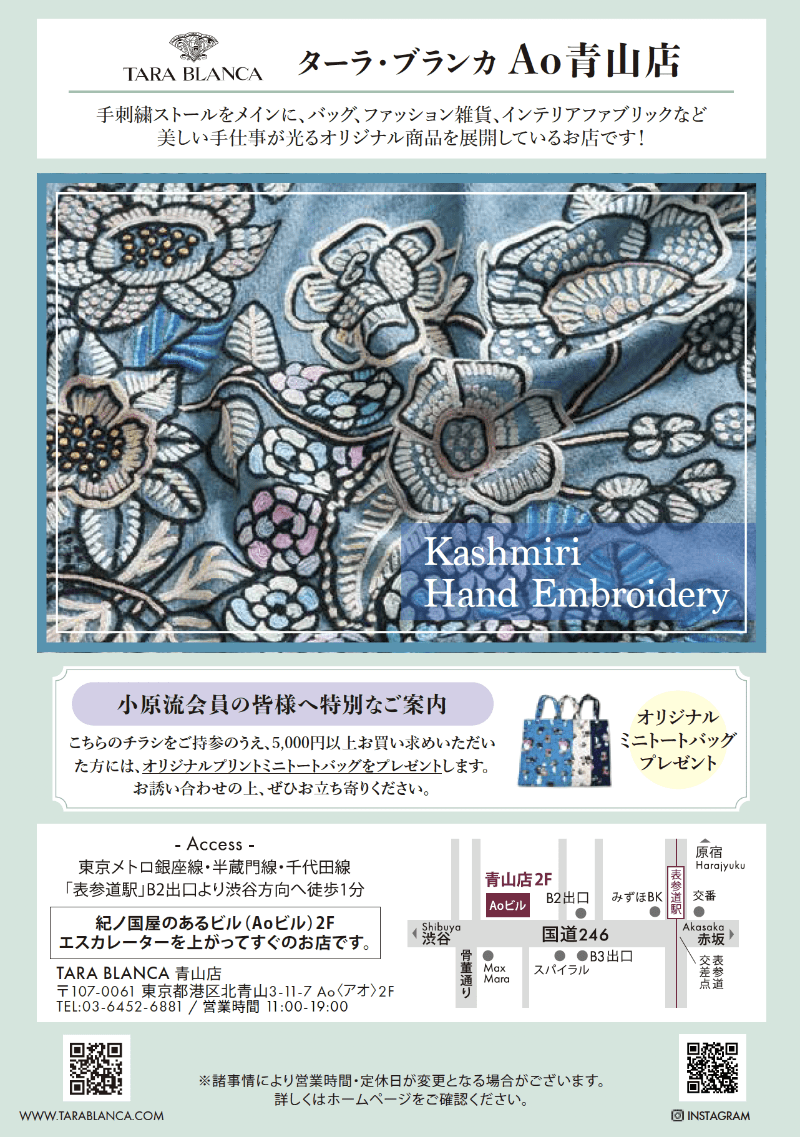 TARA BLANCA
ターラ・ブランカ Ao青山店
手刺繍ストールをメインに、バッグ、ファッション雑貨、インテリアファブリックなど
美しい手仕事が光るオリジナル商品を展開しているお店です!
Kashmiri
Hand Embroidery
小原流会員の皆様へ特別なご案内
こちらのチラシをご持参のうえ、5,000円以上お買い求めいただい
た方には、オリジナルプリントミニトートバッグをプレゼントします。
お誘い合わせの上、ぜひお立ち寄りください。
オリジナル
ミニトートバッグ
プレゼント
- Access -
東京メトロ銀座線・半蔵門線・千代田線
「表参道駅」B2出口より渋谷方向へ徒歩1分
紀ノ国屋のあるビル(Aoビル)2F
エスカレーターを上がってすぐのお店です。
TARA BLANCA 青山店
〒107-0061 東京都港区北青山3-11-7 Ao〈アオ〉2F
TEL:03-6452-6881 / 営業時間 11:00-19:00
原宿
Harajyuku
青山店2F
Aoビル
B2出口
みずほBK
表参道駅
交番
Shibuya
渋谷
国道246
Akasaka
赤坂
骨董通り
Max
Mara
スパイラル
B3出口
表参道
交差点
※諸事情により営業時間・定休日が変更となる場合がございます。
詳しくはホームページをご確認ください。
WWW.TARABLANCA.COM
INSTAGRAM